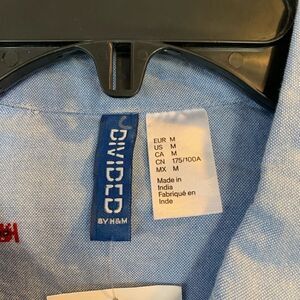 DIVIDED
BY H&M
EUR M
US M
CA M
CN 175/100A
MX M
Made in
India
Fabriqué en
Inde